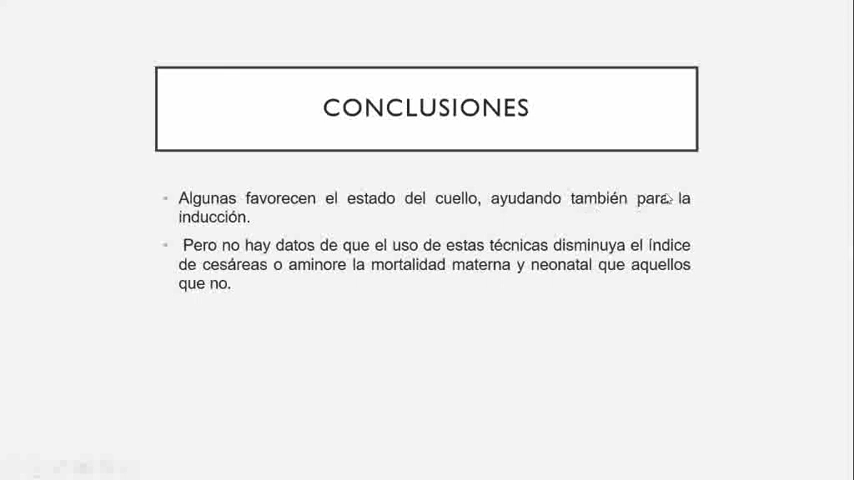 CONCLUSIONES
Algunas favorecen el estado del cuello, ayudando también para la
inducción.
Pero no hay datos de que el uso de estas técnicas disminuya el índice
de cesáreas o aminore la mortalidad materna y neonatal que aquellos
que no.